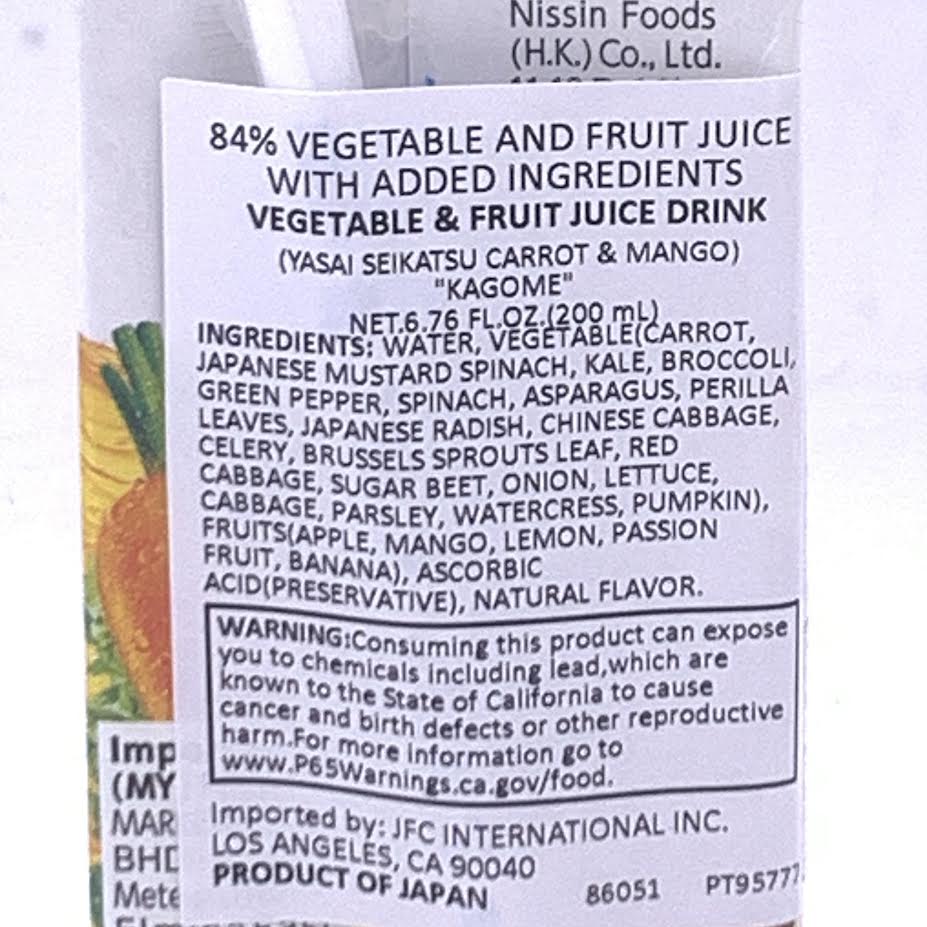 Nissin Foods
(H.K.) Co., Ltd.
84% VEGETABLE AND FRUIT JUICE
WITH ADDED INGREDIENTS
VEGETABLE & FRUIT JUICE DRINK
(YASAI SEIKATSU CARROT & MANGO)
"KAGOME"
NET.6.76 FL.OZ.(200 mL)
INGREDIENTS: WATER, VEGETABLE(CARROT,
JAPANESE MUSTARD SPINACH, KALE, BROCCOLI,
GREEN PEPPER, SPINACH, ASPARAGUS, PERILLA
LEAVES, JAPANESE RADISH, CHINESE CABBAGE,
CELERY, BRUSSELS SPROUTS LEAF, RED
CABBAGE, SUGAR BEET, ONION, LETTUCE,
CABBAGE, PARSLEY, WATERCRESS, PUMPKIN),
FRUITS(APPLE, MANGO, LEMON, PASSION
FRUIT, BANANA), ASCORBIC
ACID(PRESERVATIVE), NATURAL FLAVOR.
WARNING:Consuming this product can expose
you to chemicals including lead,which are
known to the State of California to cause
cancer and birth defects or other reproductive
harm.For more information go to
www.P65Warnings.ca.gov/food.
Imported by: JFC INTERNATIONAL INC.
LOS ANGELES, CA 90040
PRODUCT OF JAPAN
86051 PT95777
Imp
(MY
MAR
BHD
Mete